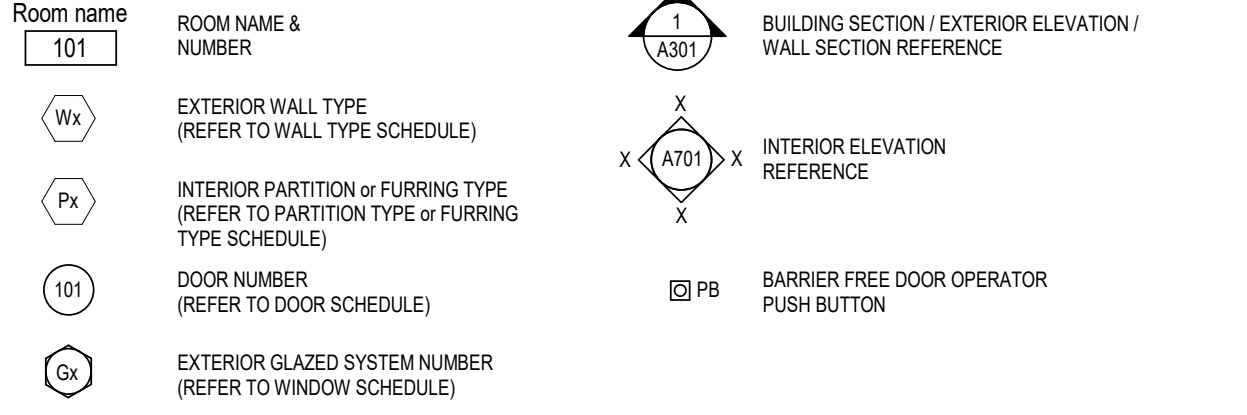 Room name
101
ROOM NAME &
NUMBER
Wx
EXTERIOR WALL TYPE
(REFER TO WALL TYPE SCHEDULE)
Px
INTERIOR PARTITION or FURRING TYPE
(REFER TO PARTITION TYPE or FURRING
TYPE SCHEDULE)
101
DOOR NUMBER
(REFER TO DOOR SCHEDULE)
Gx
EXTERIOR GLAZED SYSTEM NUMBER
(REFER TO WINDOW SCHEDULE)
1
A301
BUILDING SECTION / EXTERIOR ELEVATION /
WALL SECTION REFERENCE
X
X A701 X
X
INTERIOR ELEVATION
REFERENCE
PB
BARRIER FREE DOOR OPERATOR
PUSH BUTTON